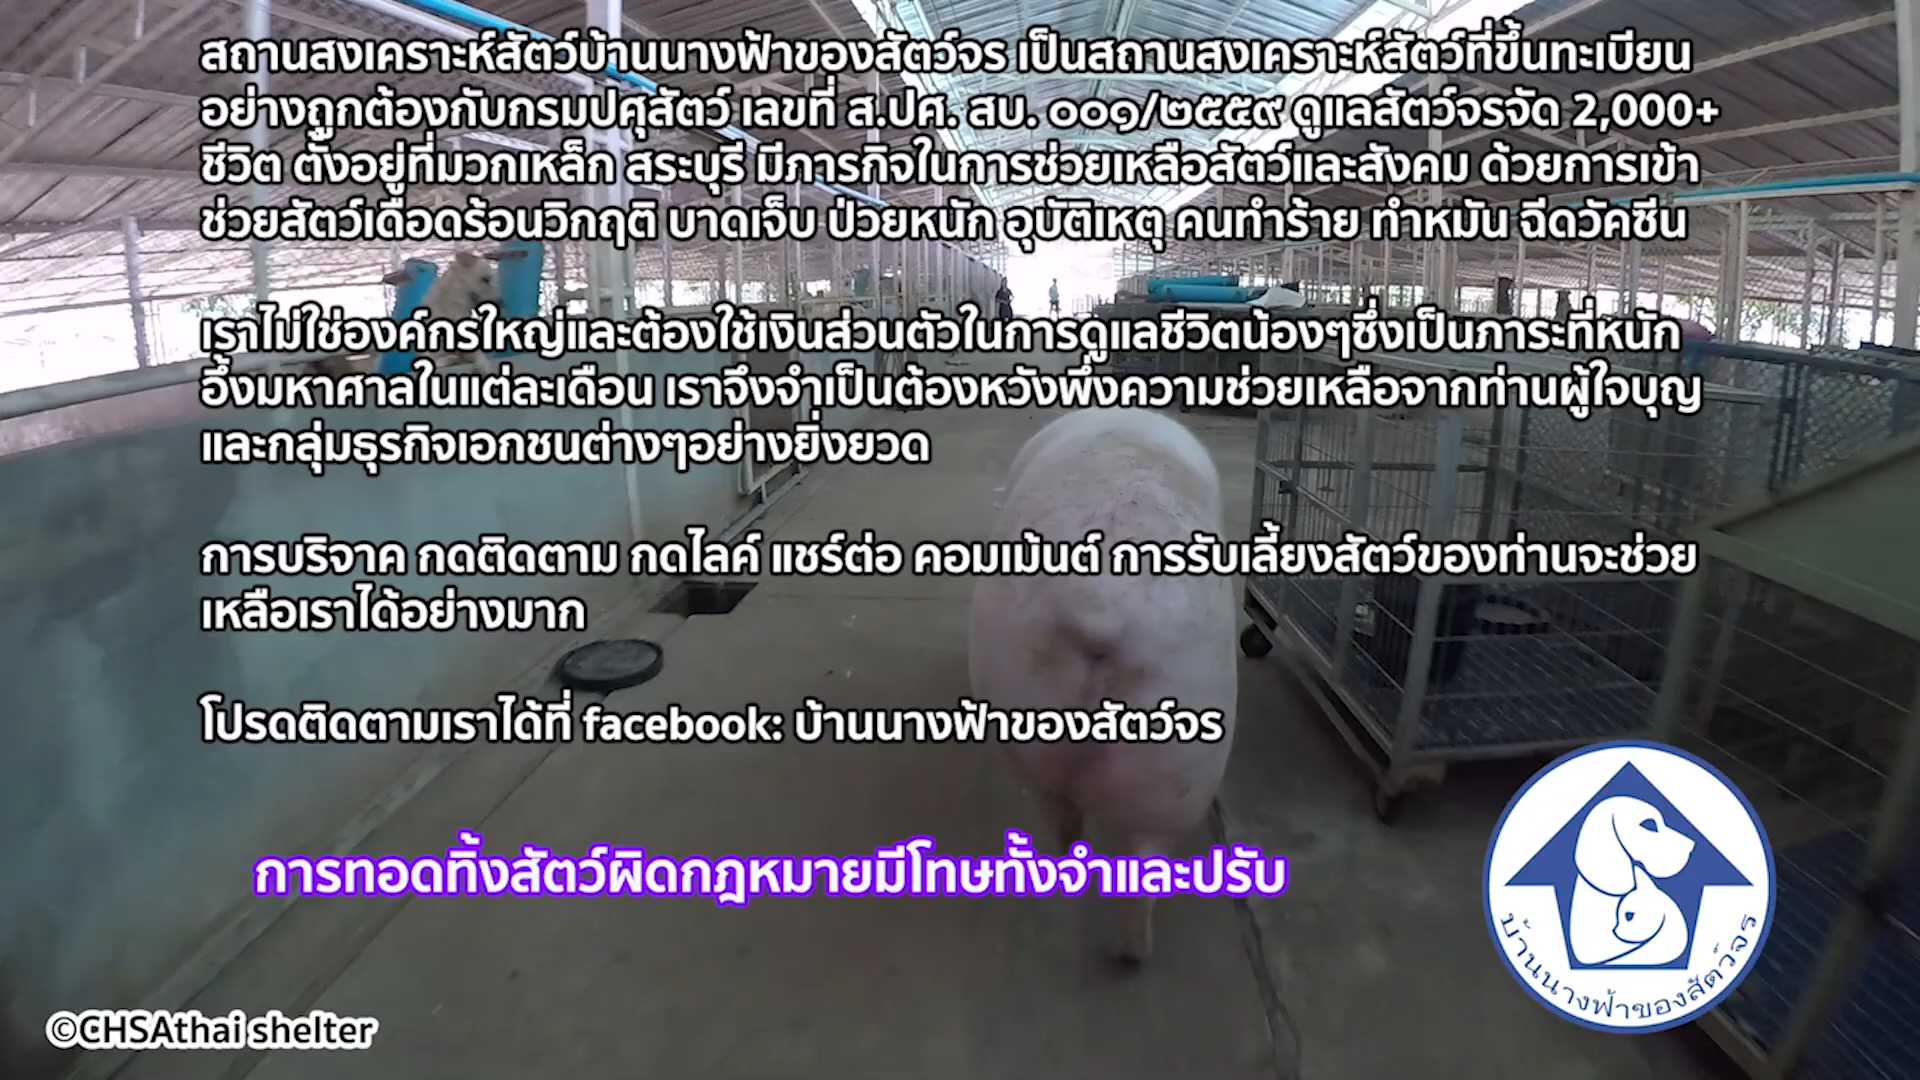 สถานสงเคราะห์สัตว์บ้านนางฟ้าของสัตว์จร เป็นสถานสงเคราะห์สัตว์ที่ขึ้นทะเบียน
อย่างถูกต้องกับกรมปศุสัตว์ เลขที่ ส.ปศ. สบ. ๐๐๑/๒๕๕๙ ดูแลสัตว์จรจัด 2,000+
ชีวิต ตั้งอยู่ที่มวกเหล็ก สระบุรี มีภารกิจในการช่วยเหลือสัตว์และสังคม ด้วยการเข้า
ช่วยสัตว์เดือดร้อนวิกฤติ บาดเจ็บ ป่วยหนัก อุบัติเหตุ คนทำร้าย ทำหมัน ฉีดวัคซีน
เราไม่ใช่องค์กรใหญ่และต้องใช้เงินส่วนตัวในการดูแลชีวิตน้องๆซึ่งเป็นภาระที่หนัก
อึ้งมหาศาลในแต่ละเดือน เราจึงจำเป็นต้องหวังพึ่งความช่วยเหลือจากท่านผู้ใจบุญ
และกลุ่มธุรกิจเอกชนต่างๆอย่างยิ่งยวด
การบริจาค กดติดตาม กดไลค์ แชร์ต่อ คอมเม้นต์ การรับเลี้ยงสัตว์ของท่านจะช่วย
เหลือเราได้อย่างมาก
โปรดติดตามเราได้ที่ facebook: บ้านนางฟ้าของสัตว์จร
การทอดทิ้งสัตว์ผิดกฎหมายมีโทษทั้งจำและปรับ
บ้านนางฟ้าของสัตว์จร
©CHSAthai shelter